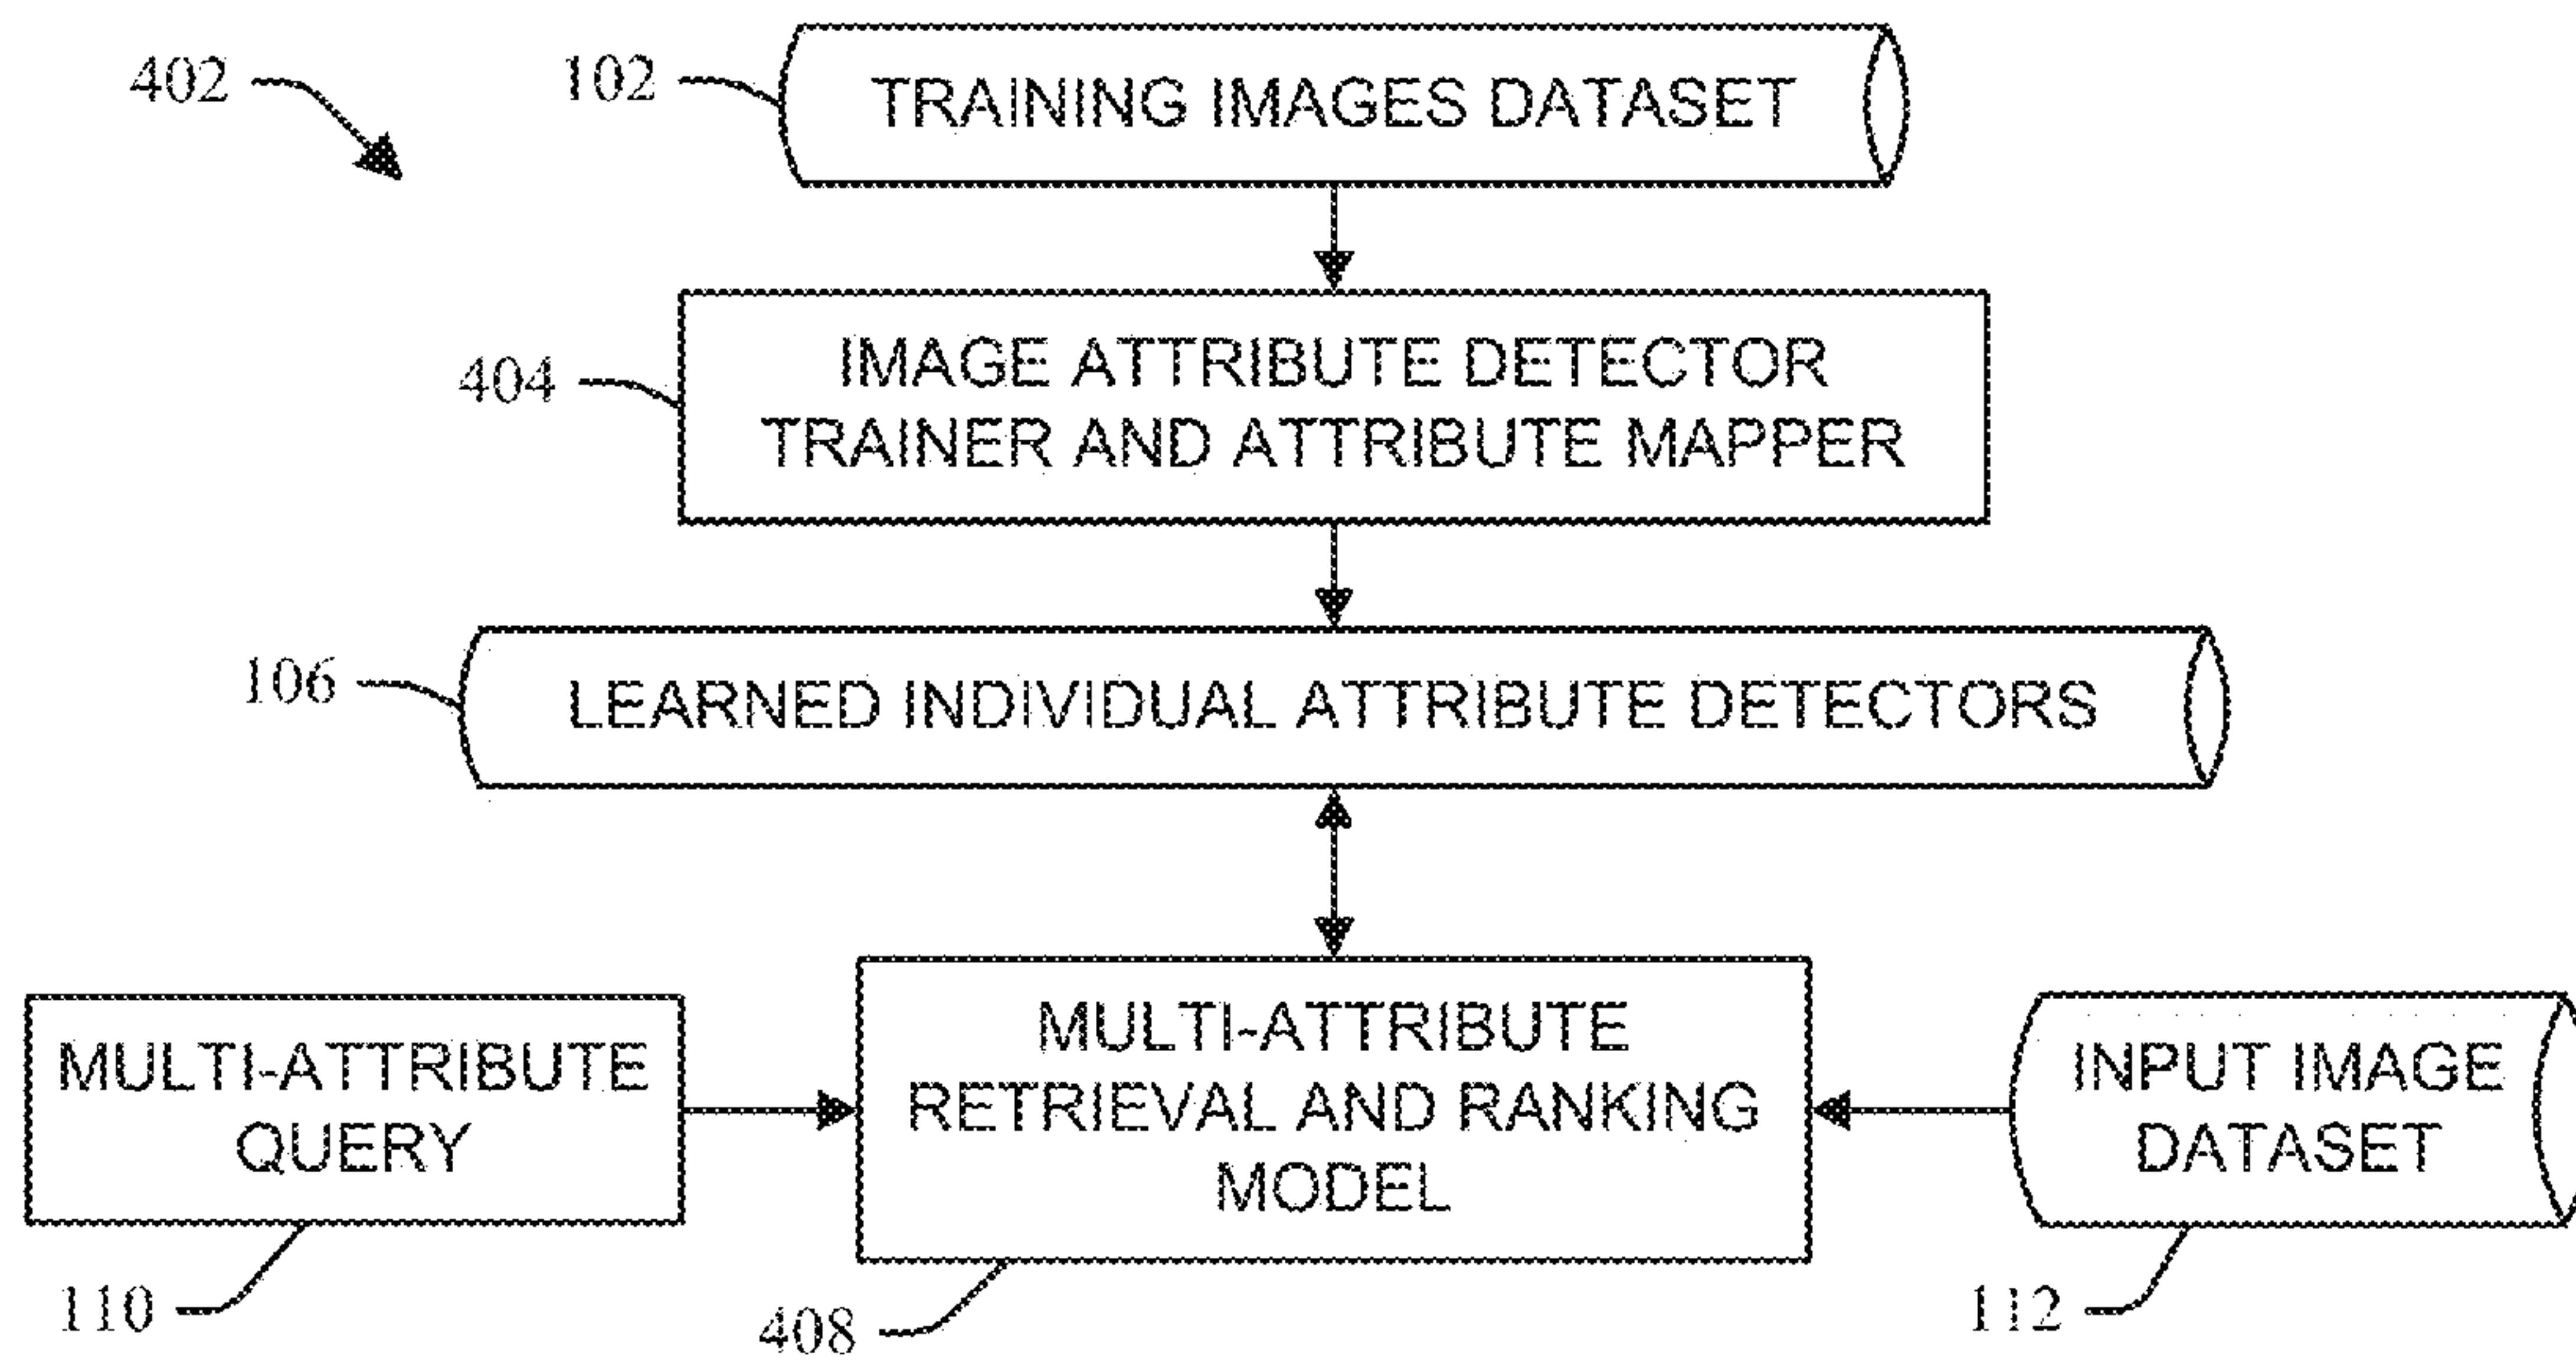 402
102
TRAINING IMAGES DATASET
404
IMAGE ATTRIBUTE DETECTOR
TRAINER AND ATTRIBUTE MAPPER
106
LEARNED INDIVIDUAL ATTRIBUTE DETECTORS
MULTI-ATTRIBUTE
QUERY
110
MULTI-ATTRIBUTE
RETRIEVAL AND RANKING
MODEL
408
INPUT IMAGE
DATASET
112